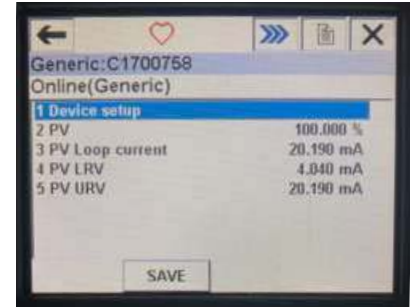 Generic:C1700758
Online(Generic)
1 Device setup
2 PV 100.000 %
3 PV Loop current 20.190 mA
4 PV LRV 4.040 mA
5 PV URV 20.190 mA
SAVE